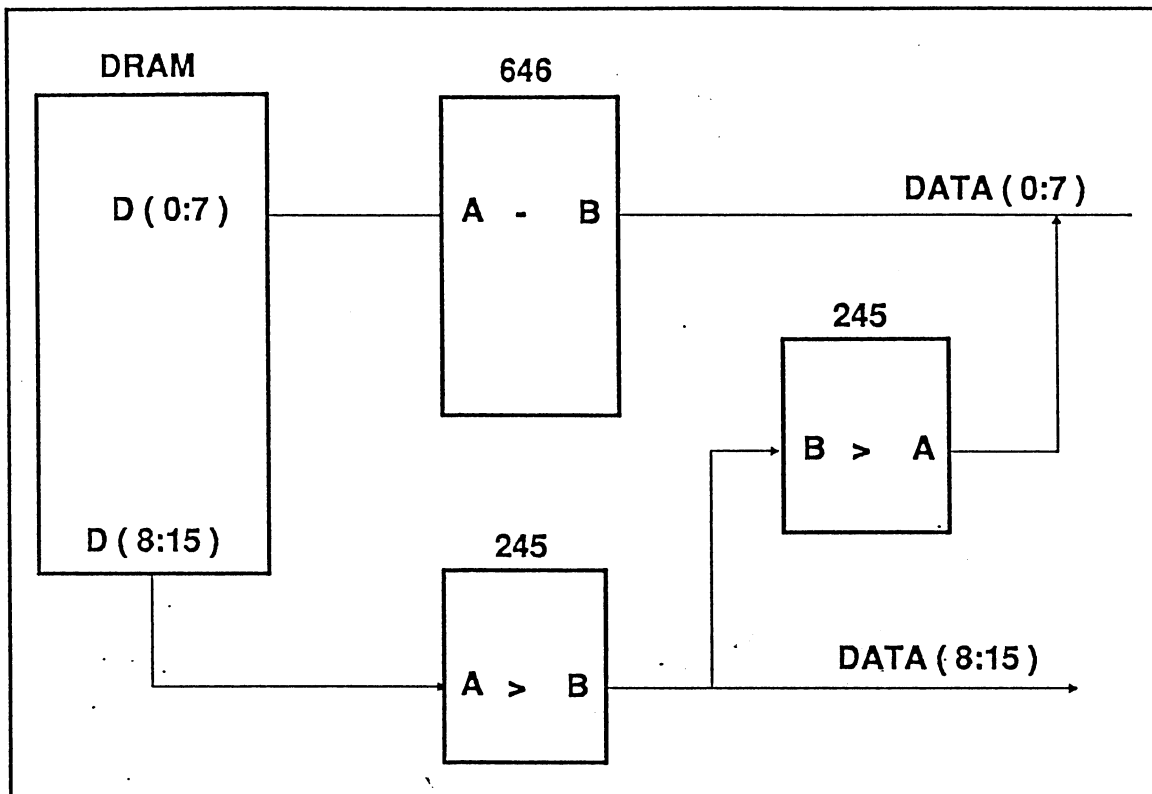 DRAM
646
D ( 0:7 )
A - B
DATA ( 0:7 )
245
B > A
D ( 8:15 )
245
A > B
DATA ( 8:15 )